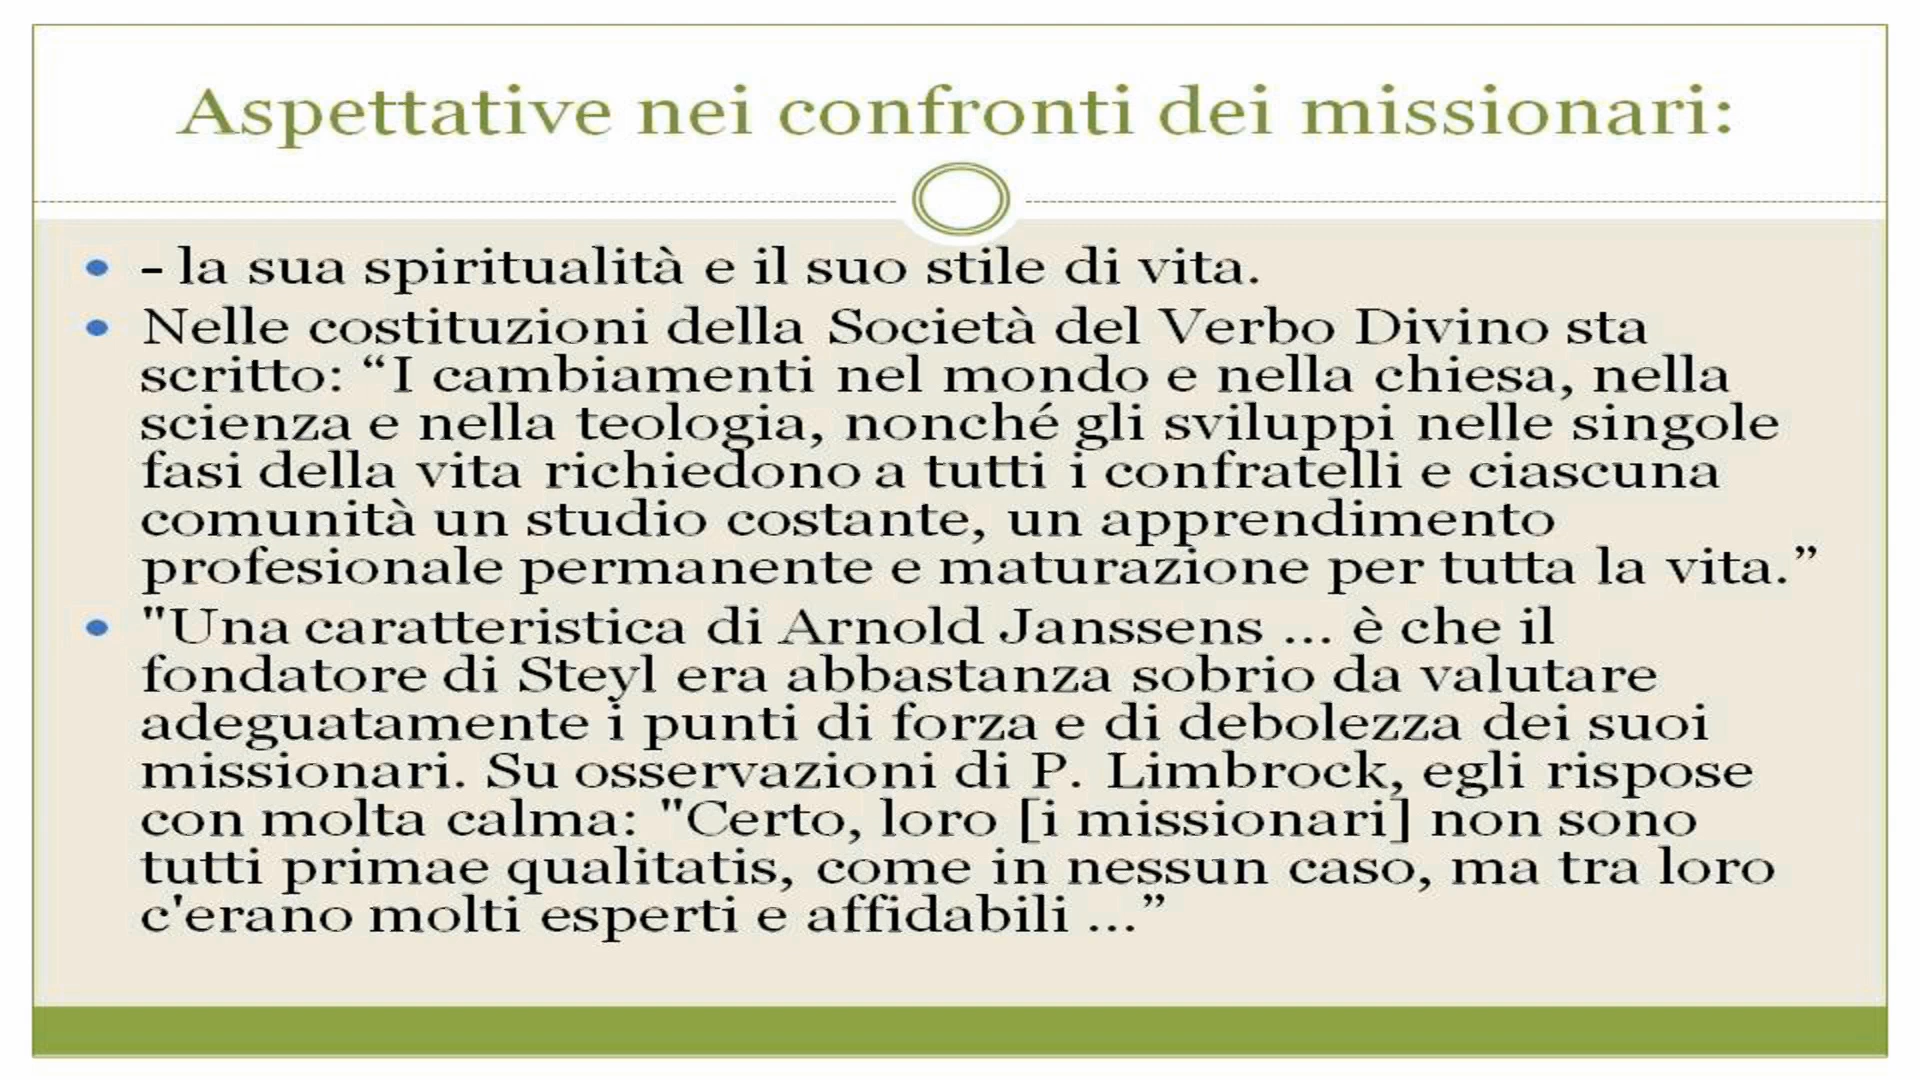 Aspettative nei confronti dei missionari:
• - la sua spiritualità e il suo stile di vita.
• Nelle costituzioni della Società del Verbo Divino sta
scritto: “I cambiamenti nel mondo e nella chiesa, nella
scienza e nella teologia, nonché gli sviluppi nelle singole
fasi della vita richiedono a tutti i confratelli e ciascuna
comunità un studio costante, un apprendimento
profesionale permanente e maturazione per tutta la vita.”
• "Una caratteristica di Arnold Janssens ... è che il
fondatore di Steyl era abbastanza sobrio da valutare
adeguatamente i punti di forza e di debolezza dei suoi
missionari. Su osservazioni di P. Limbrock, egli rispose
con molta calma: "Certo, loro [i missionari] non sono
tutti primae qualitatis, come in nessun caso, ma tra loro
c'erano molti esperti e affidabili ...”